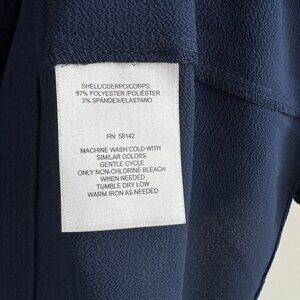 SHELL/CUERPO/CORPS:
97% POLYESTER /POLIÉSTER
3% SPANDEX/ELASTANO
RN 58142
MACHINE WASH COLD WITH
SIMILAR COLORS
GENTLE CYCLE
ONLY NON-CHLORINE BLEACH
WHEN NEEDED
TUMBLE DRY LOW
WARM IRON AS NEEDED